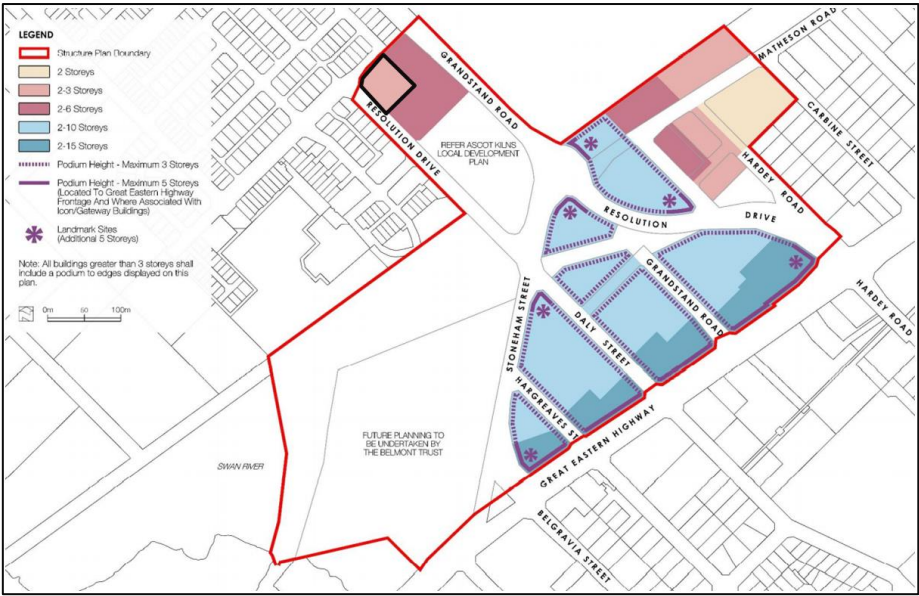 LEGEND
Structure Plan Boundary
2 Storeys
2-3 Storeys
2-6 Storeys
2-10 Storeys
2-15 Storeys
Podium Height - Maximum 3 Storeys
Podium Height - Maximum 5 Storeys
(Located To Great Eastern Highway
Frontage And Where Associated With
Icon/Gateway Buildings)
Landmark Sites
(Additional 5 Storeys)
Note: All buildings greater than 3 storeys shall
include a podium to edges displayed on this
plan.
0m 50 100m
GRANDSTAND ROAD
MATHESON ROAD
RESOLUTION DRIVE
REFER ASCOT KILNS
LOCAL DEVELOPMENT
PLAN
CARBINE STREET
HARDEY ROAD
RESOLUTION DRIVE
GRANDSTAND ROAD
HARDEY ROAD
STONEHAM STREET
DALY STREET
HARGREAVES ST
GREAT EASTERN HIGHWAY
FUTURE PLANNING TO
BE UNDERTAKEN BY
THE BELMONT TRUST
SWAN RIVER
BELGRAVIA STREET